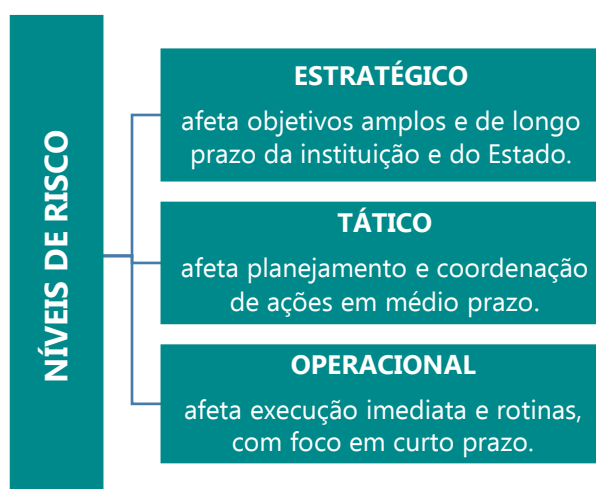 NÍVEIS DE RISCO
ESTRATÉGICO
afeta objetivos amplos e de longo
prazo da instituição e do Estado.
TÁTICO
afeta planejamento e coordenação
de ações em médio prazo.
OPERACIONAL
afeta execução imediata e rotinas,
com foco em curto prazo.